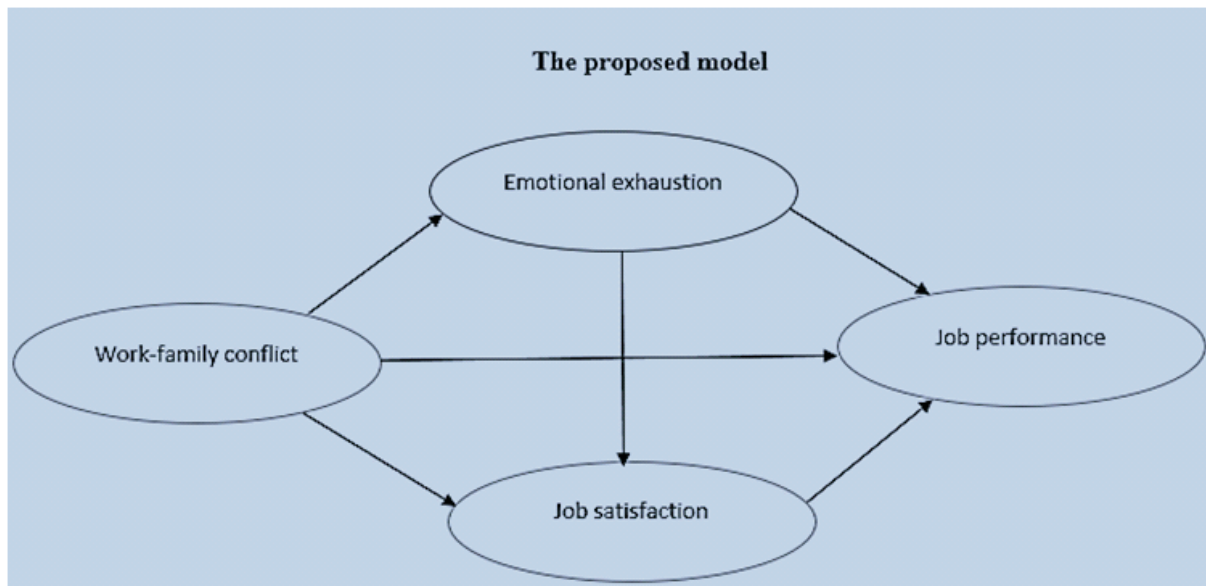 The proposed model
Emotional exhaustion
Work-family conflict
Job performance
Job satisfaction